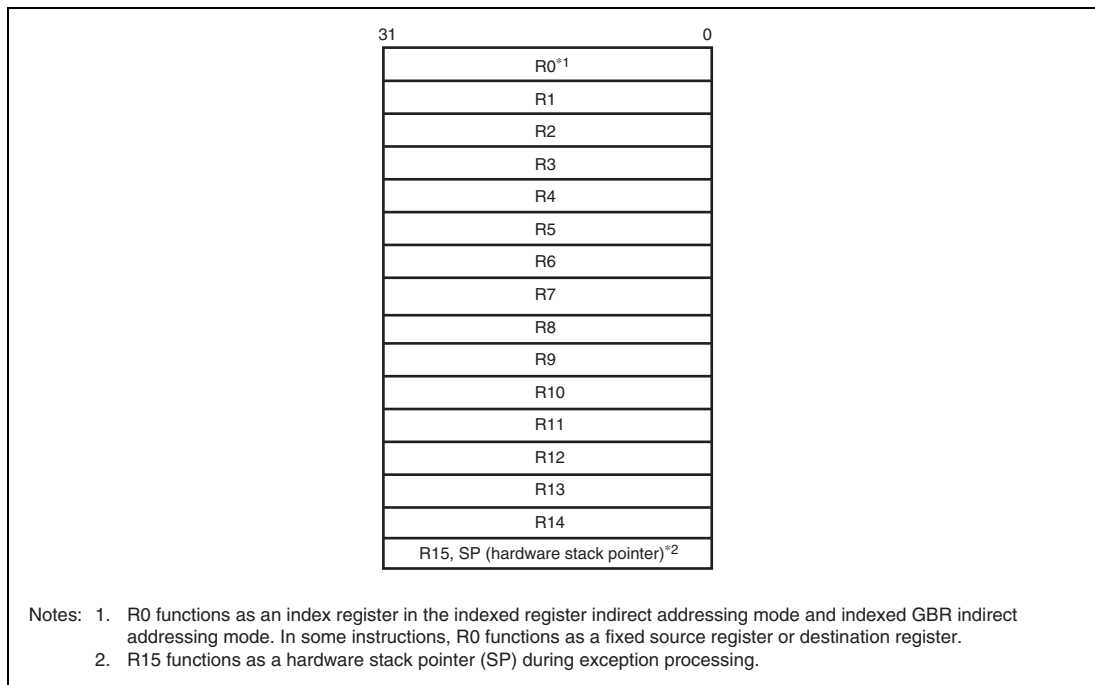 31 0
R0*1
R1
R2
R3
R4
R5
R6
R7
R8
R9
R10
R11
R12
R13
R14
R15, SP (hardware stack pointer)*2
Notes: 1. R0 functions as an index register in the indexed register indirect addressing mode and indexed GBR indirect
addressing mode. In some instructions, R0 functions as a fixed source register or destination register.
2. R15 functions as a hardware stack pointer (SP) during exception processing.